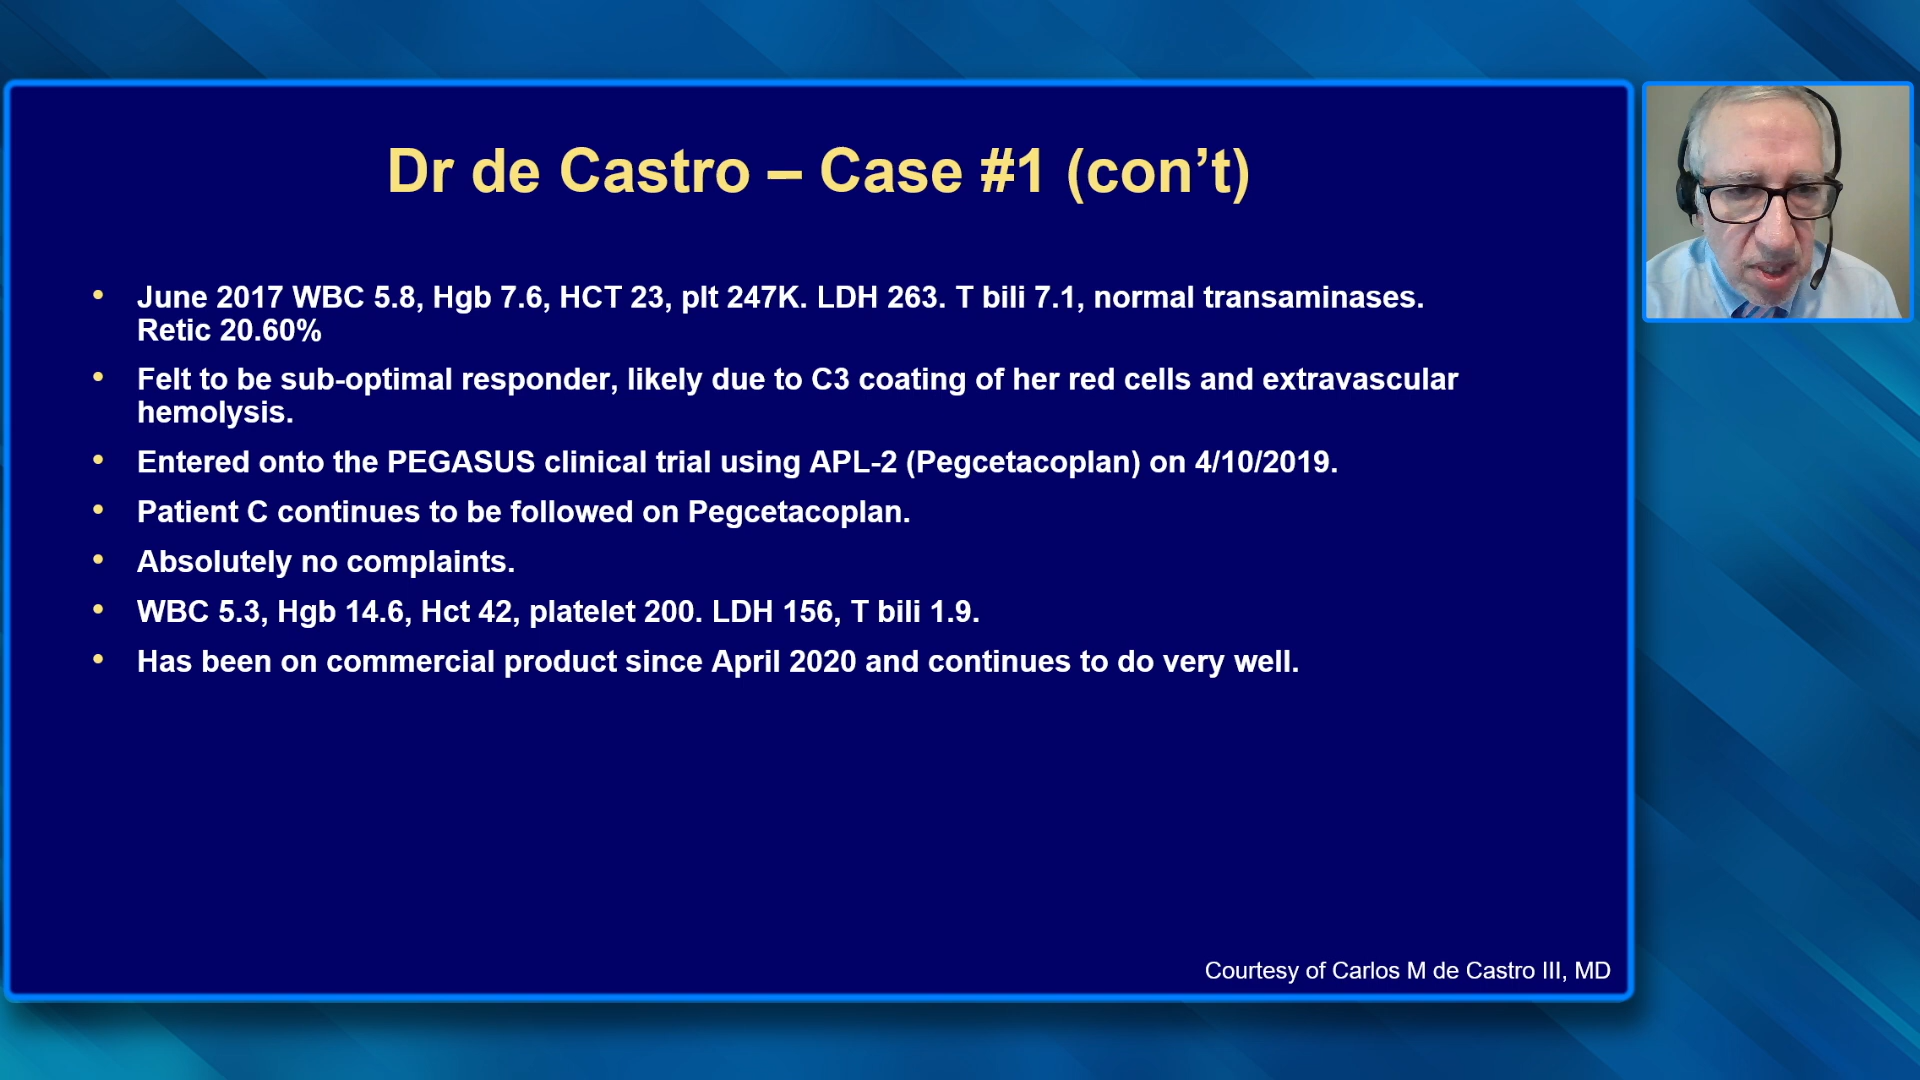 Dr de Castro – Case #1 (con’t)
• June 2017 WBC 5.8, Hgb 7.6, HCT 23, plt 247K. LDH 263. T bili 7.1, normal transaminases.
Retic 20.60%
• Felt to be sub-optimal responder, likely due to C3 coating of her red cells and extravascular
hemolysis.
• Entered onto the PEGASUS clinical trial using APL-2 (Pegcetacoplan) on 4/10/2019.
• Patient C continues to be followed on Pegcetacoplan.
• Absolutely no complaints.
• WBC 5.3, Hgb 14.6, Hct 42, platelet 200. LDH 156, T bili 1.9.
• Has been on commercial product since April 2020 and continues to do very well.
Courtesy of Carlos M de Castro III, MD